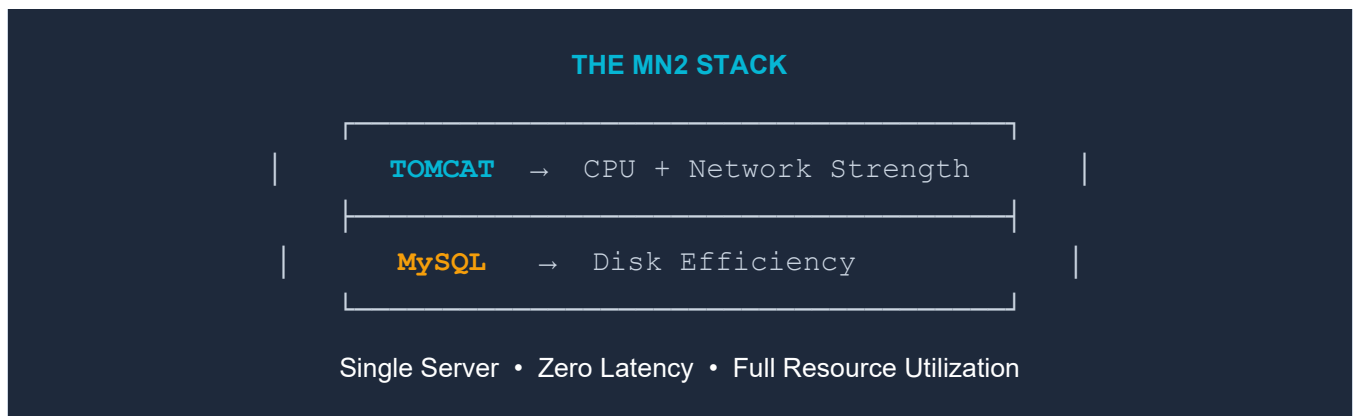 THE MN2 STACK
TOMCAT → CPU + Network Strength
MySQL → Disk Efficiency
Single Server • Zero Latency • Full Resource Utilization